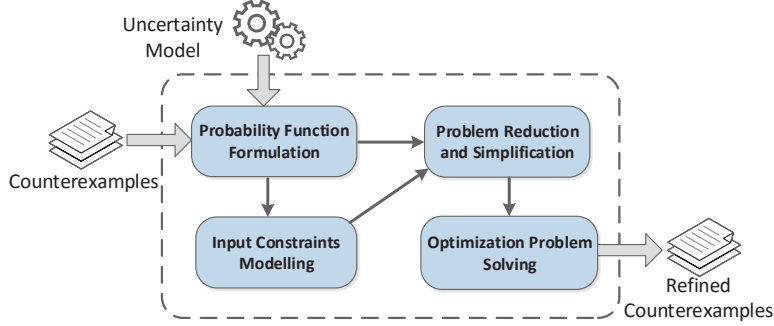 Uncertainty
Model
Counterexamples
Probability Function
Formulation
Problem Reduction
and Simplification
Input Constraints
Modelling
Optimization Problem
Solving
Refined
Counterexamples